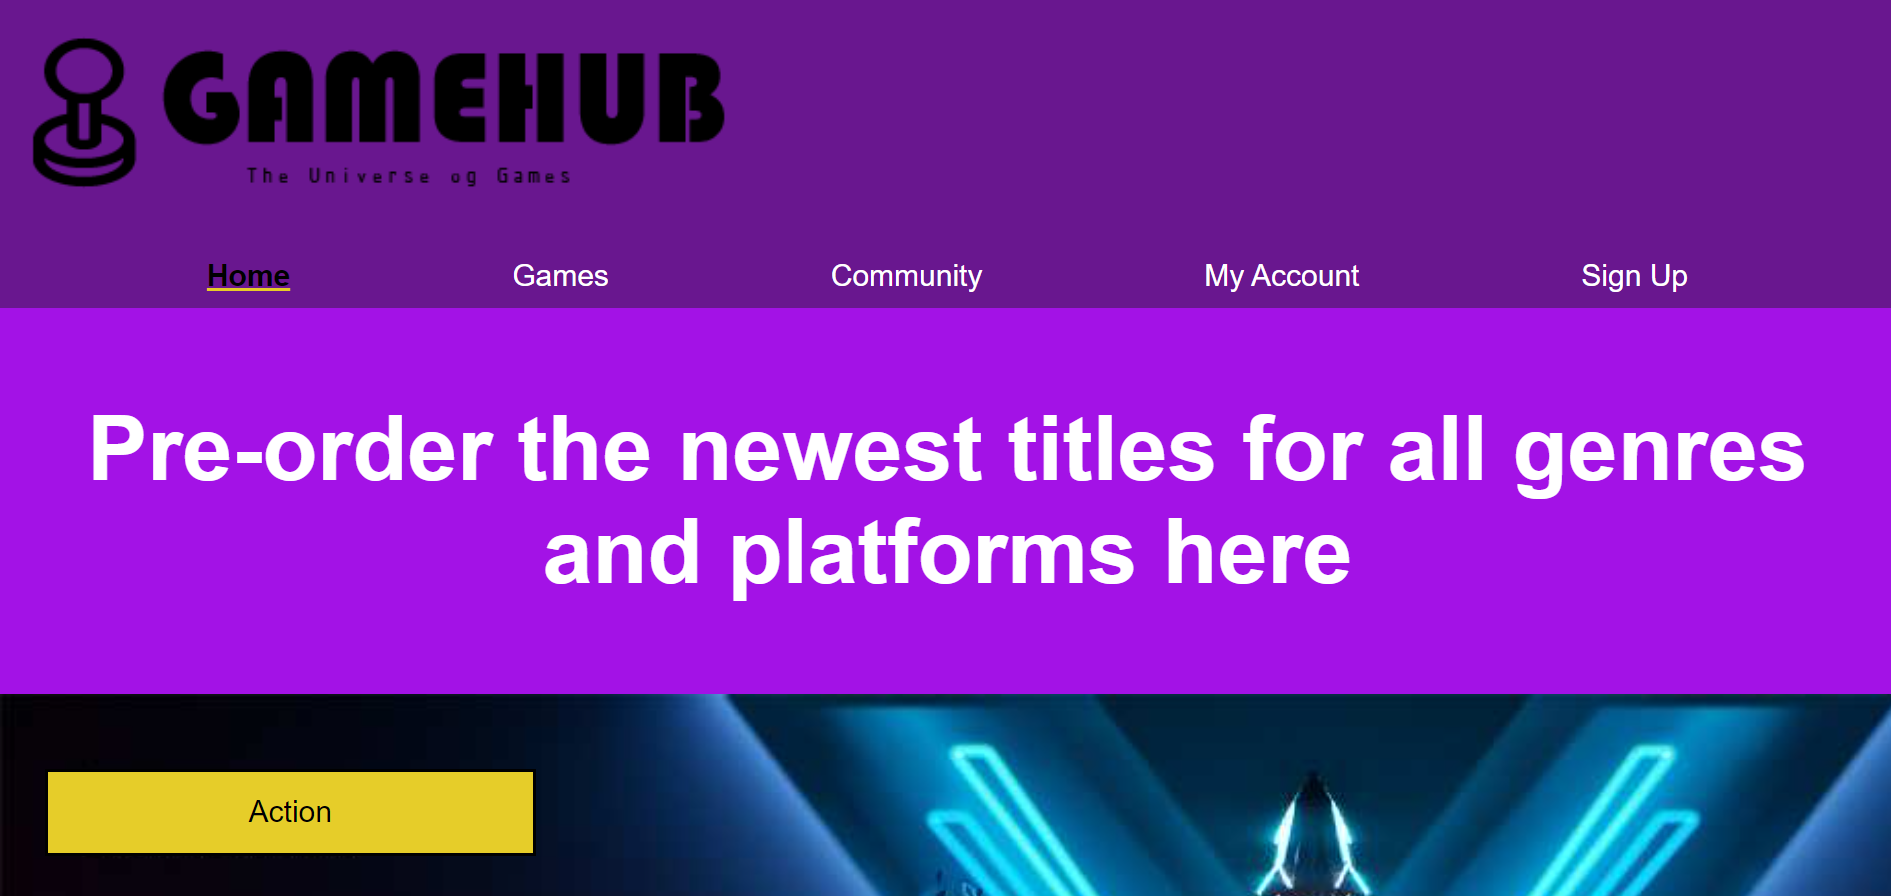 GAMEHUB
The Universe og Games
Home Games Community My Account Sign Up
Pre-order the newest titles for all genres
and platforms here
Action